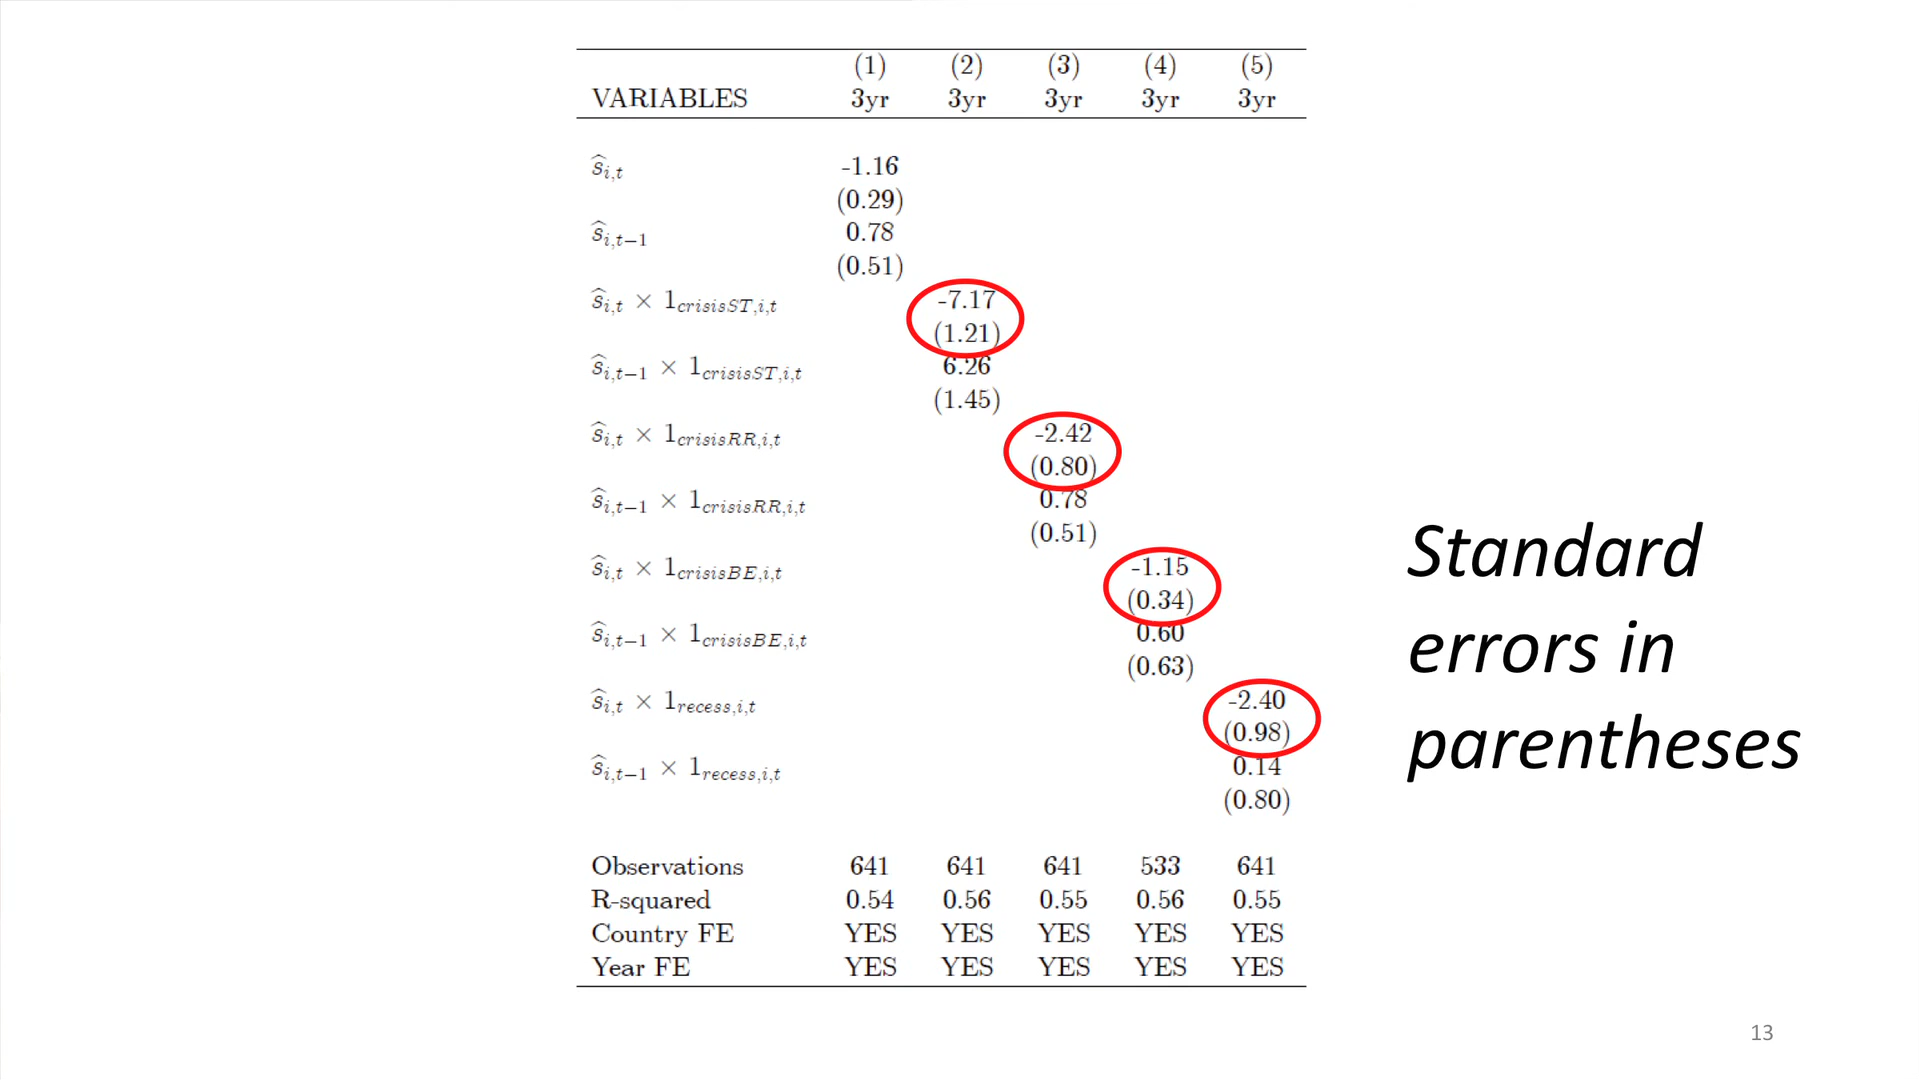 (1) (2) (3) (4) (5)
VARIABLES 3yr 3yr 3yr 3yr 3yr
ŝi,t -1.16
(0.29)
ŝi,t−1 0.78
(0.51)
ŝi,t × 1crisisST,i,t -7.17
(1.21)
ŝi,t−1 × 1crisisST,i,t 6.26
(1.45)
ŝi,t × 1crisisRR,i,t -2.42
(0.80)
ŝi,t−1 × 1crisisRR,i,t 0.78
(0.51)
ŝi,t × 1crisisBE,i,t -1.15
(0.34)
ŝi,t−1 × 1crisisBE,i,t 0.60
(0.63)
ŝi,t × 1recess,i,t -2.40
(0.98)
ŝi,t−1 × 1recess,i,t 0.14
(0.80)
Observations 641 641 641 533 641
R-squared 0.54 0.56 0.55 0.56 0.55
Country FE YES YES YES YES YES
Year FE YES YES YES YES YES
Standard
errors in
parentheses
13